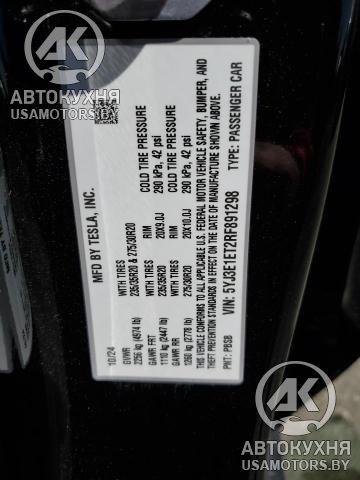 АК
АВТОКУХНЯ
USAMOTORS.BY
MFD BY TESLA, INC.
10/24
GVWR WITH TIRES
2256 kg (4974 lb) 235/35R20 & 275/30R20
GAWR FRT WITH TIRES RIM COLD TIRE PRESSURE
1110 kg (2447 lb) 235/35R20 20X9.0J 290 kPa, 42 psi
GAWR RR WITH TIRES RIM COLD TIRE PRESSURE
1260 kg (2778 lb) 275/30R20 20X10.0J 290 kPa, 42 psi
THIS VEHICLE CONFORMS TO ALL APPLICABLE U.S. FEDERAL MOTOR VEHICLE SAFETY, BUMPER, AND
THEFT PREVENTION STANDARDS IN EFFECT ON THE DATE OF MANUFACTURE SHOWN ABOVE.
VIN: 5YJ3E1ET2RF891298 TYPE: PASSENGER CAR
PNT: PBSB
АК
АВТОКУХНЯ
USAMOTORS.BY